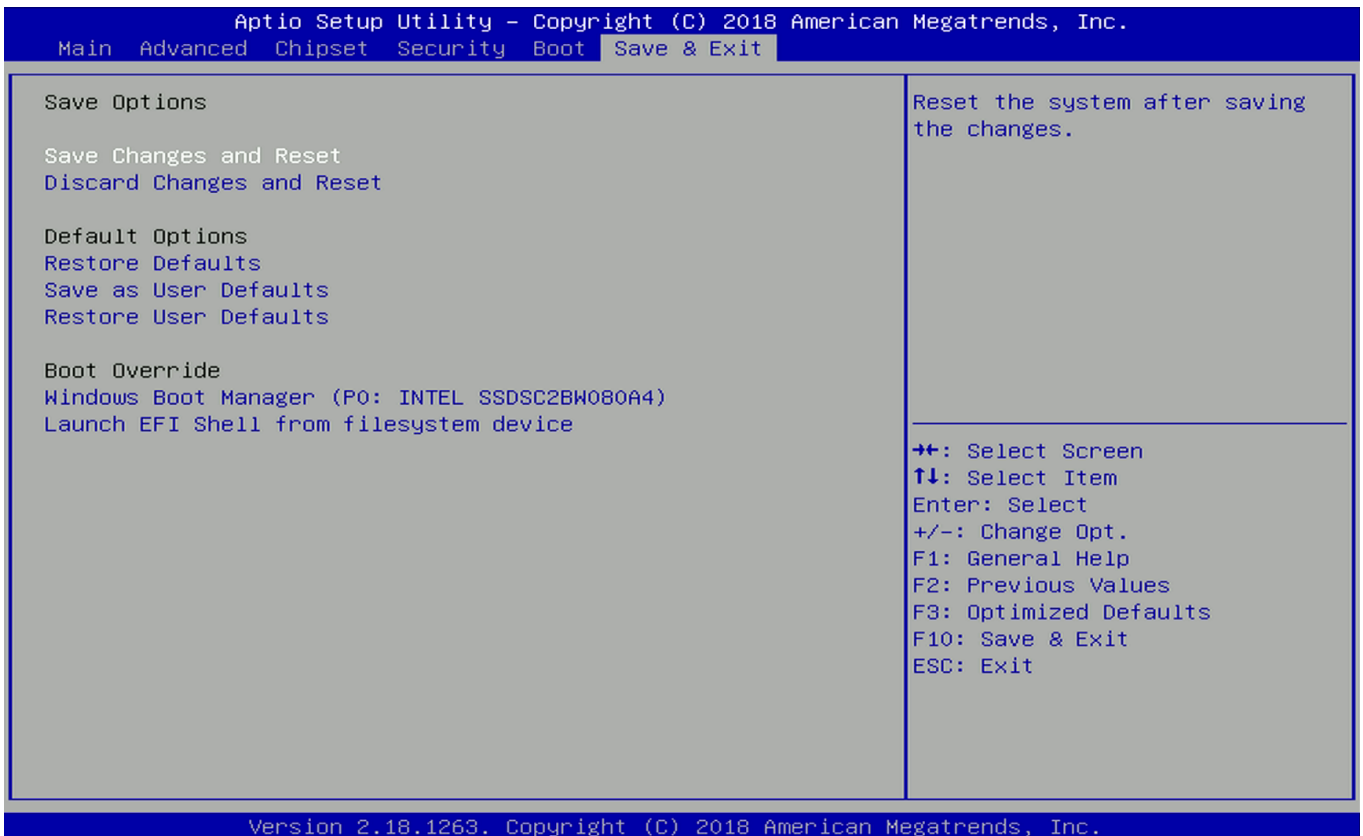 Aptio Setup Utility – Copyright (C) 2018 American Megatrends, Inc.
Main Advanced Chipset Security Boot Save & Exit
Save Options
Save Changes and Reset
Discard Changes and Reset
Default Options
Restore Defaults
Save as User Defaults
Restore User Defaults
Boot Override
Windows Boot Manager (P0: INTEL SSDSC2BW080A4)
Launch EFI Shell from filesystem device
Reset the system after saving
the changes.
→←: Select Screen
↑↓: Select Item
Enter: Select
+/-: Change Opt.
F1: General Help
F2: Previous Values
F3: Optimized Defaults
F10: Save & Exit
ESC: Exit
Version 2.18.1263. Copyright (C) 2018 American Megatrends, Inc.